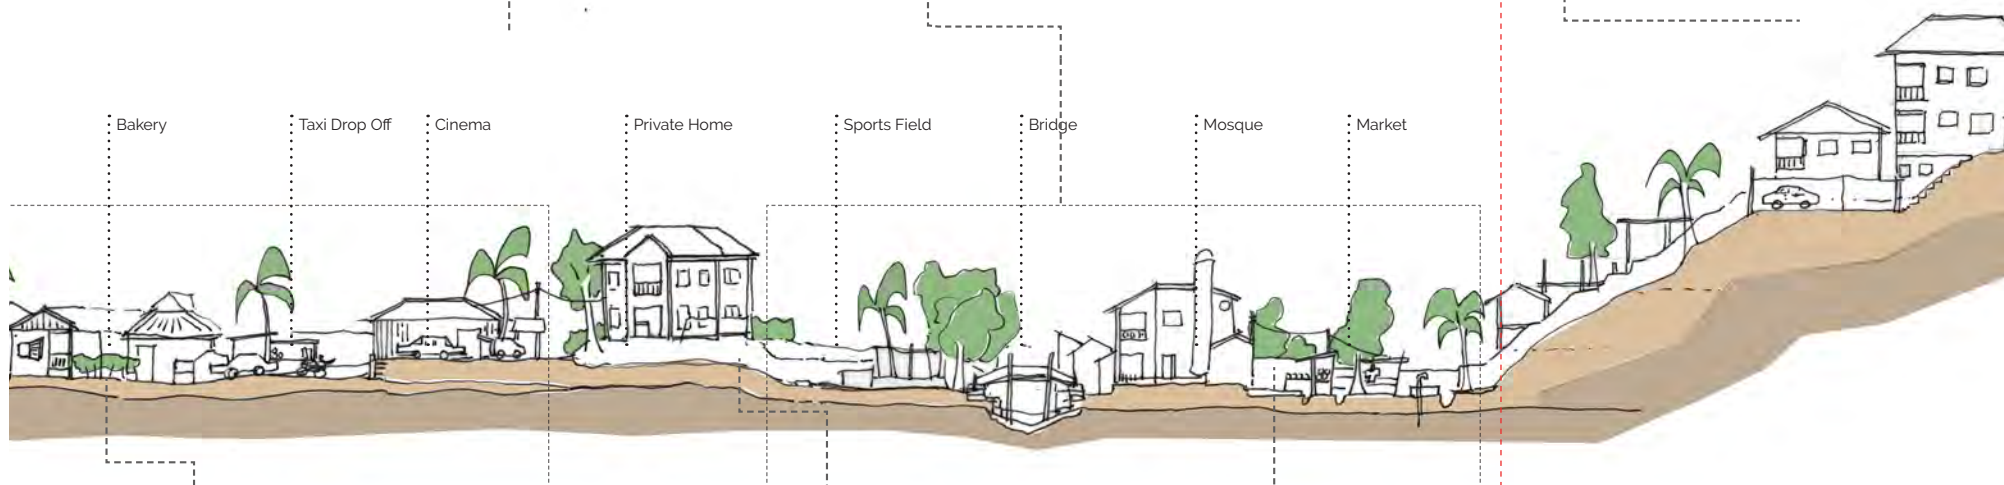 Bakery
Taxi Drop Off
Cinema
Private Home
Sports Field
Bridge
Mosque
Market